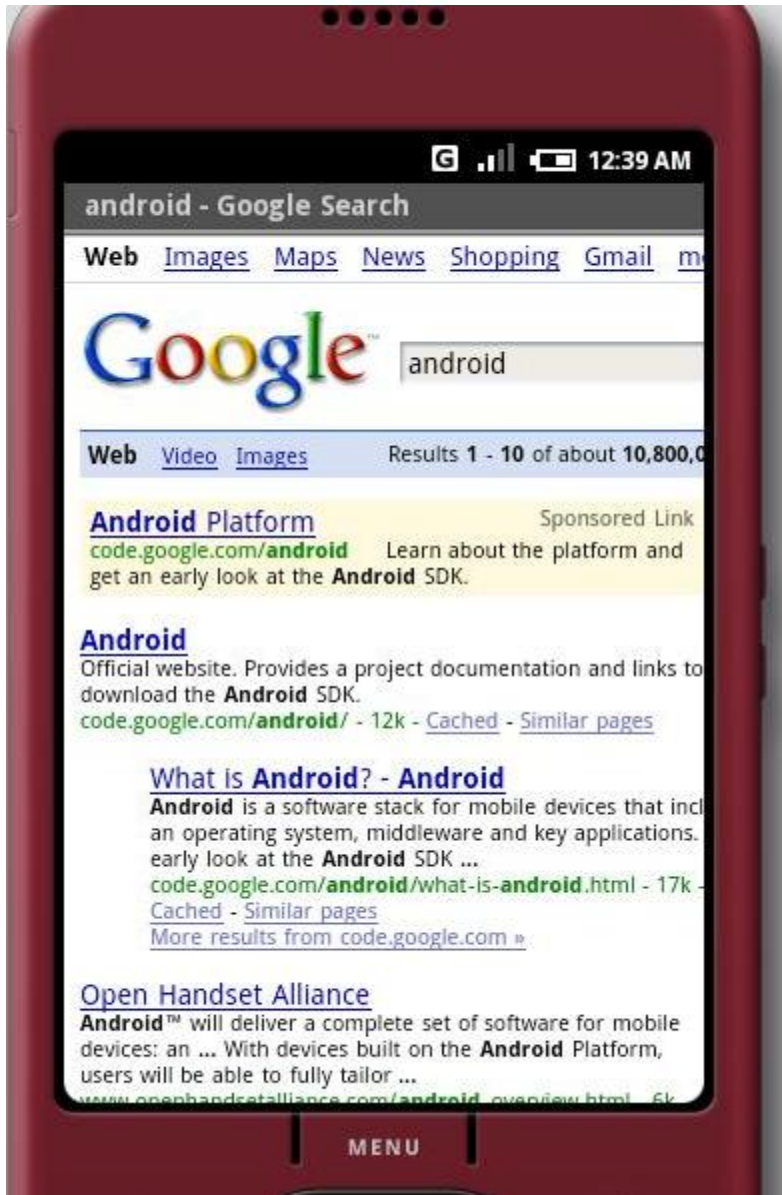 G 12:39 AM
android - Google Search
Web Images Maps News Shopping Gmail
Google™ android
Web Video Images Results 1 - 10 of about 10,800,0
Android Platform Sponsored Link
code.google.com/android Learn about the platform and
get an early look at the Android SDK.
Android
Official website. Provides a project documentation and links to
download the Android SDK.
code.google.com/android/ - 12k - Cached - Similar pages
What is Android? - Android
Android is a software stack for mobile devices that incl
an operating system, middleware and key applications.
early look at the Android SDK ...
code.google.com/android/what-is-android.html - 17k -
Cached - Similar pages
More results from code.google.com »
Open Handset Alliance
Android™ will deliver a complete set of software for mobile
devices: an ... With devices built on the Android Platform,
users will be able to fully tailor ...
www.openhandsetalliance.com/android_overview.html - 6k
MENU